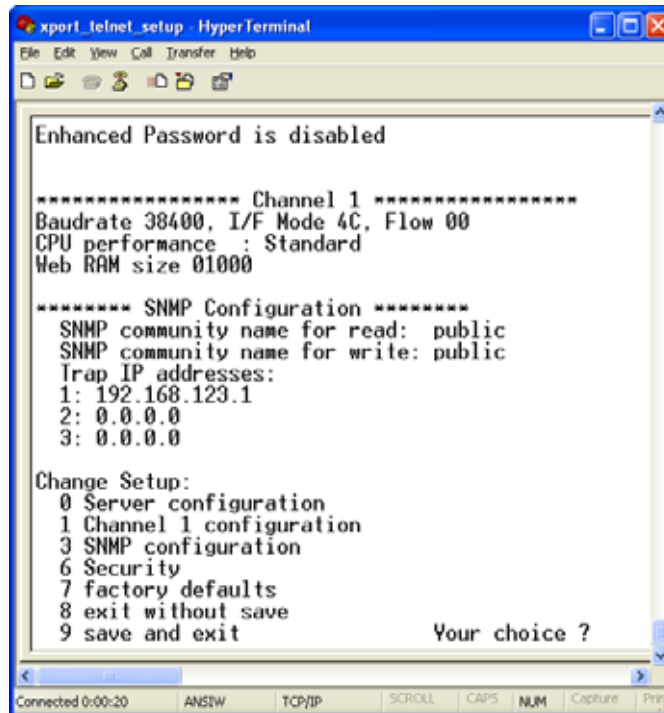 xport_telnet_setup - HyperTerminal
File Edit View Call Transfer Help
Enhanced Password is disabled
***************** Channel 1 *****************
Baudrate 38400, I/F Mode 4C, Flow 00
CPU performance : Standard
Web RAM size 01000
******** SNMP Configuration ********
SNMP community name for read: public
SNMP community name for write: public
Trap IP addresses:
1: 192.168.123.1
2: 0.0.0.0
3: 0.0.0.0
Change Setup:
0 Server configuration
1 Channel 1 configuration
3 SNMP configuration
6 Security
7 factory defaults
8 exit without save
9 save and exit Your choice ?
Connected 0:00:20 ANSIW TCP/IP SCROLL CAPS NUM Capture Prin